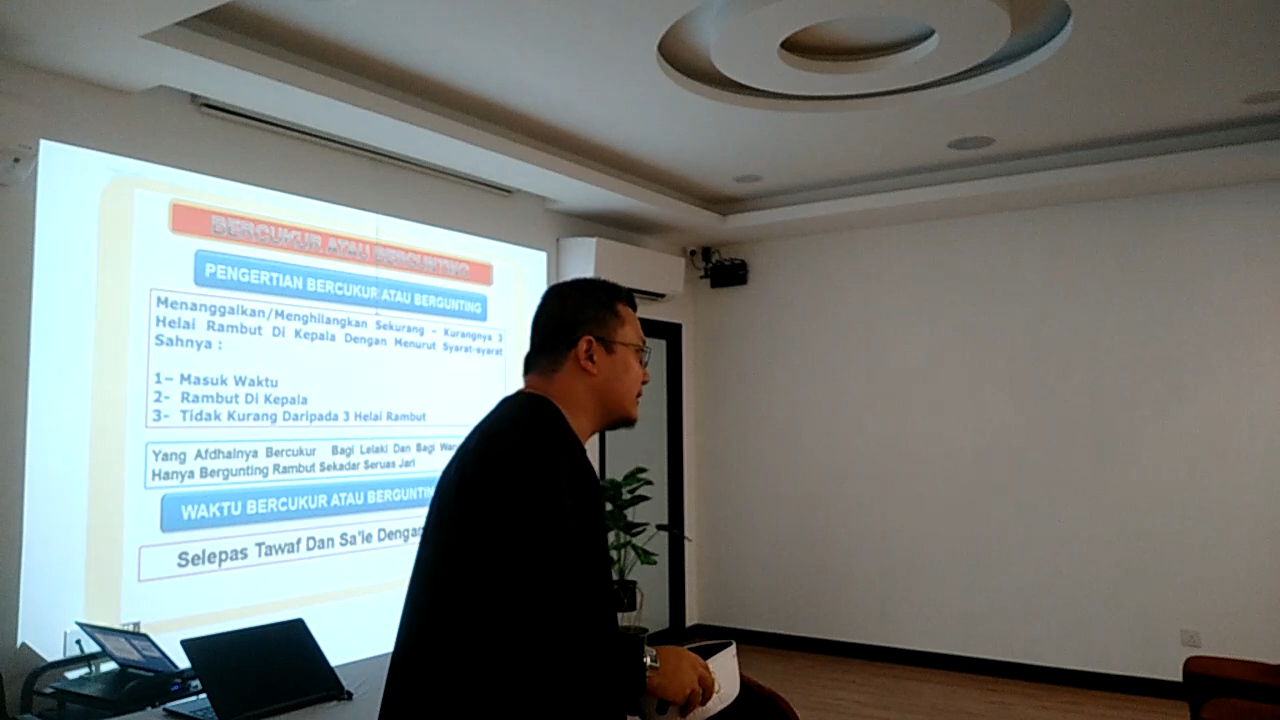 BERCUKUR ATAU BERGUNTING
PENGERTIAN BERCUKUR ATAU BERGUNTING
Menanggalkan/Menghilangkan Sekurang - Kurangnya 3
Helai Rambut Di Kepala Dengan Menurut Syarat-syarat
Sahnya :
1- Masuk Waktu
2- Rambut Di Kepala
3- Tidak Kurang Daripada 3 Helai Rambut
Yang Afdhalnya Bercukur Bagi Lelaki Dan Bagi
Hanya Bergunting Rambut Sekadar Seruas Jari
WAKTU BERCUKUR ATAU
Selepas Tawaf Dan Sa'ie